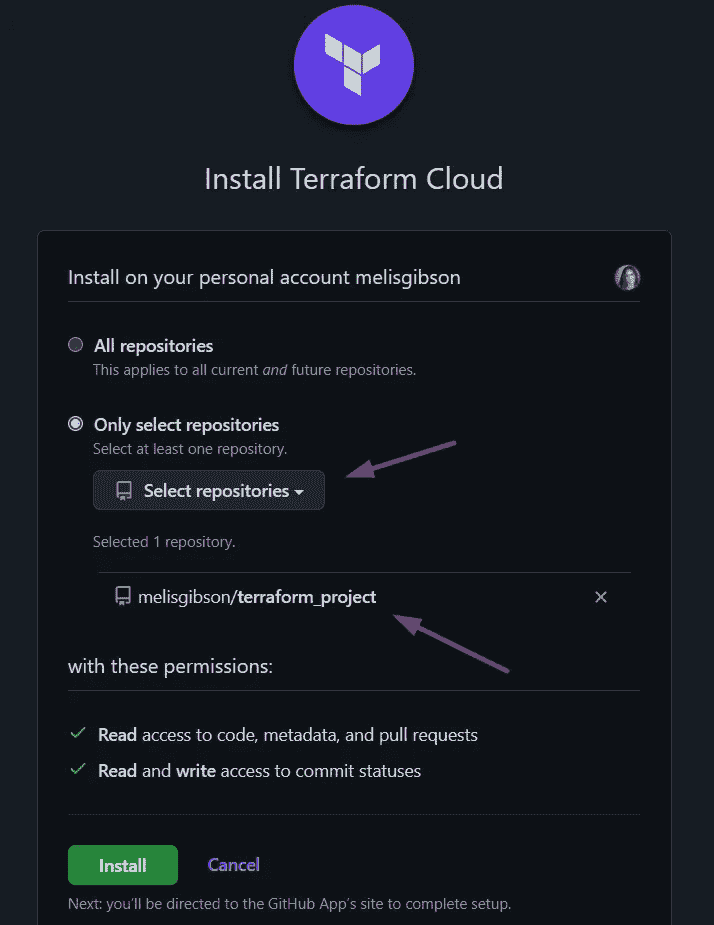 Install Terraform Cloud
Install on your personal account melisgibson
All repositories
This applies to all current and future repositories.
Only select repositories
Select at least one repository.
Select repositories
Selected 1 repository.
melisgibson/terraform_project
with these permissions:
Read access to code, metadata, and pull requests
Read and write access to commit statuses
Install Cancel
Next: you'll be directed to the GitHub App's site to complete setup.